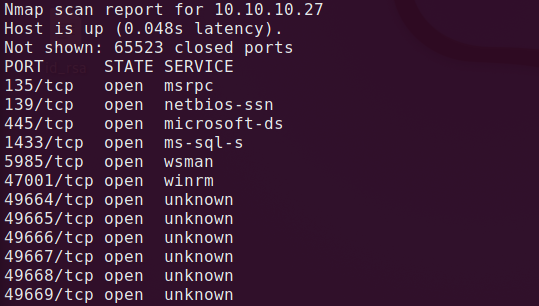 Nmap scan report for 10.10.10.27
Host is up (0.048s latency).
Not shown: 65523 closed ports
PORT      STATE SERVICE
135/tcp   open  msrpc
139/tcp   open  netbios-ssn
445/tcp   open  microsoft-ds
1433/tcp  open  ms-sql-s
5985/tcp  open  wsman
47001/tcp open  winrm
49664/tcp open  unknown
49665/tcp open  unknown
49666/tcp open  unknown
49667/tcp open  unknown
49668/tcp open  unknown
49669/tcp open  unknown